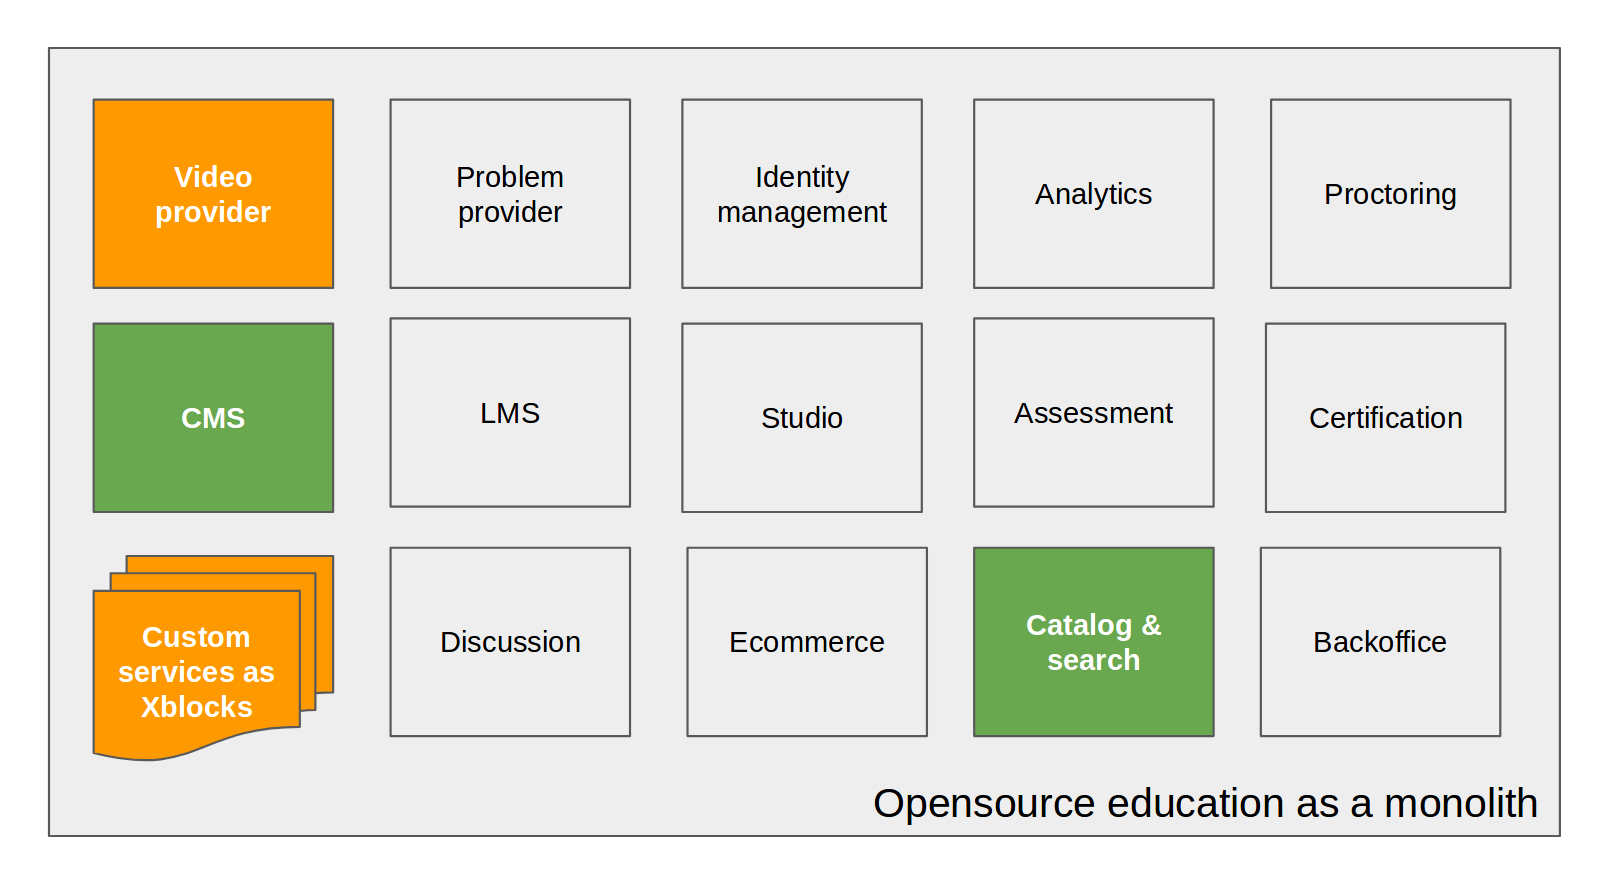 Video
provider
Problem
provider
Identity
management
Analytics
Proctoring
CMS
LMS
Studio
Assessment
Certification
Custom
services as
Xblocks
Discussion
Ecommerce
Catalog &
search
Backoffice
Opensource education as a monolith